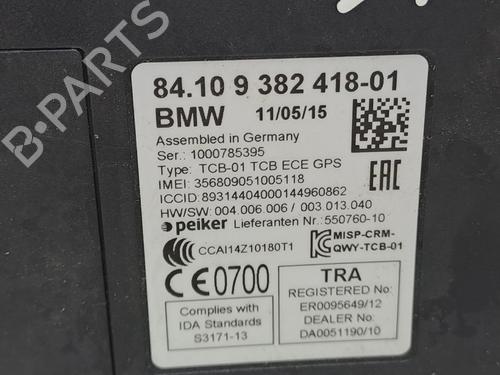 84.10 9 382 418-01
BMW 11/05/15
Assembled in Germany
Ser.: 1000785395
Type: TCB-01 TCB ECE GPS
IMEI: 356809051005118
ICCID: 89314404000144960862
HW/SW: 004.006.006 / 003.013.040
peiker Lieferanten Nr.: 550760-10
CCAI14Z10180T1
MISP-CRM-
QWY-TCB-01
EAC
CE0700
Complies with
IDA Standards
S3171-13
TRA
REGISTERED No:
ER0095649/12
DEALER No:
DA0051190/10
B-PARTS